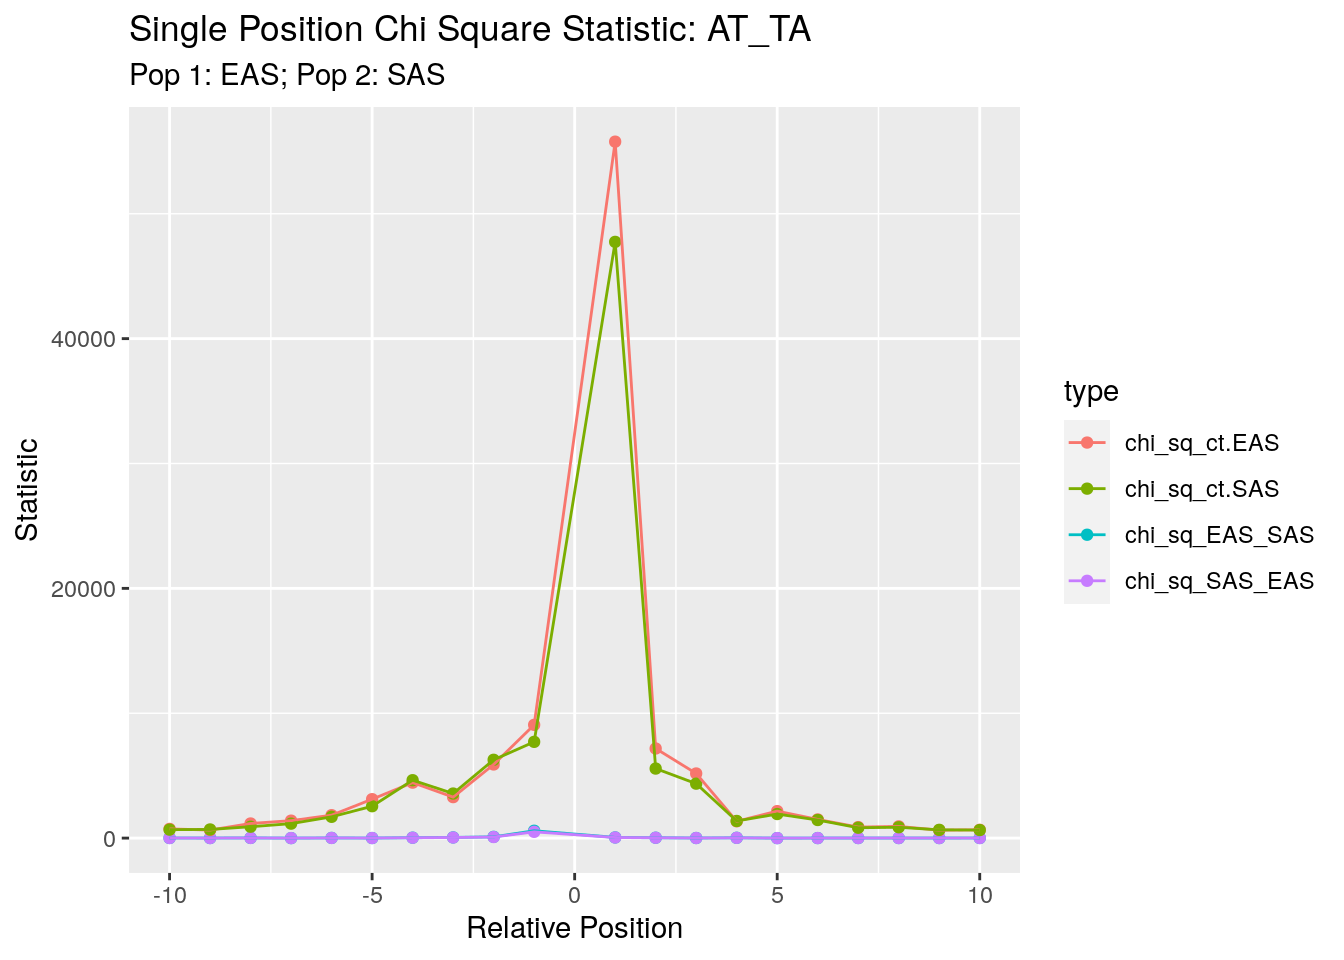 Single Position Chi Square Statistic: AT_TA
Pop 1: EAS; Pop 2: SAS
Statistic
40000
20000
0
-10
-5
0
5
10
Relative Position
type
chi_sq_ct.EAS
chi_sq_ct.SAS
chi_sq_EAS_SAS
chi_sq_SAS_EAS